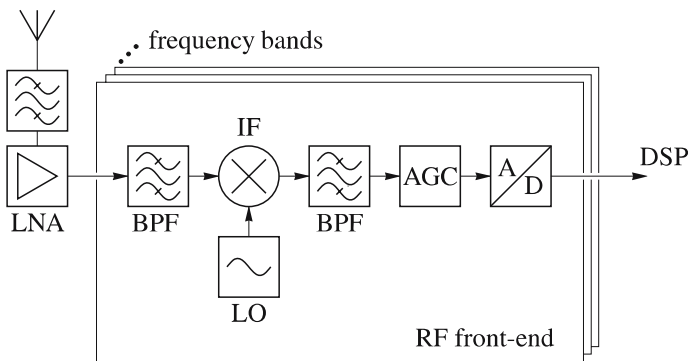 frequency bands
IF
DSP
AGC
A
D
LNA
BPF
BPF
LO
RF front-end